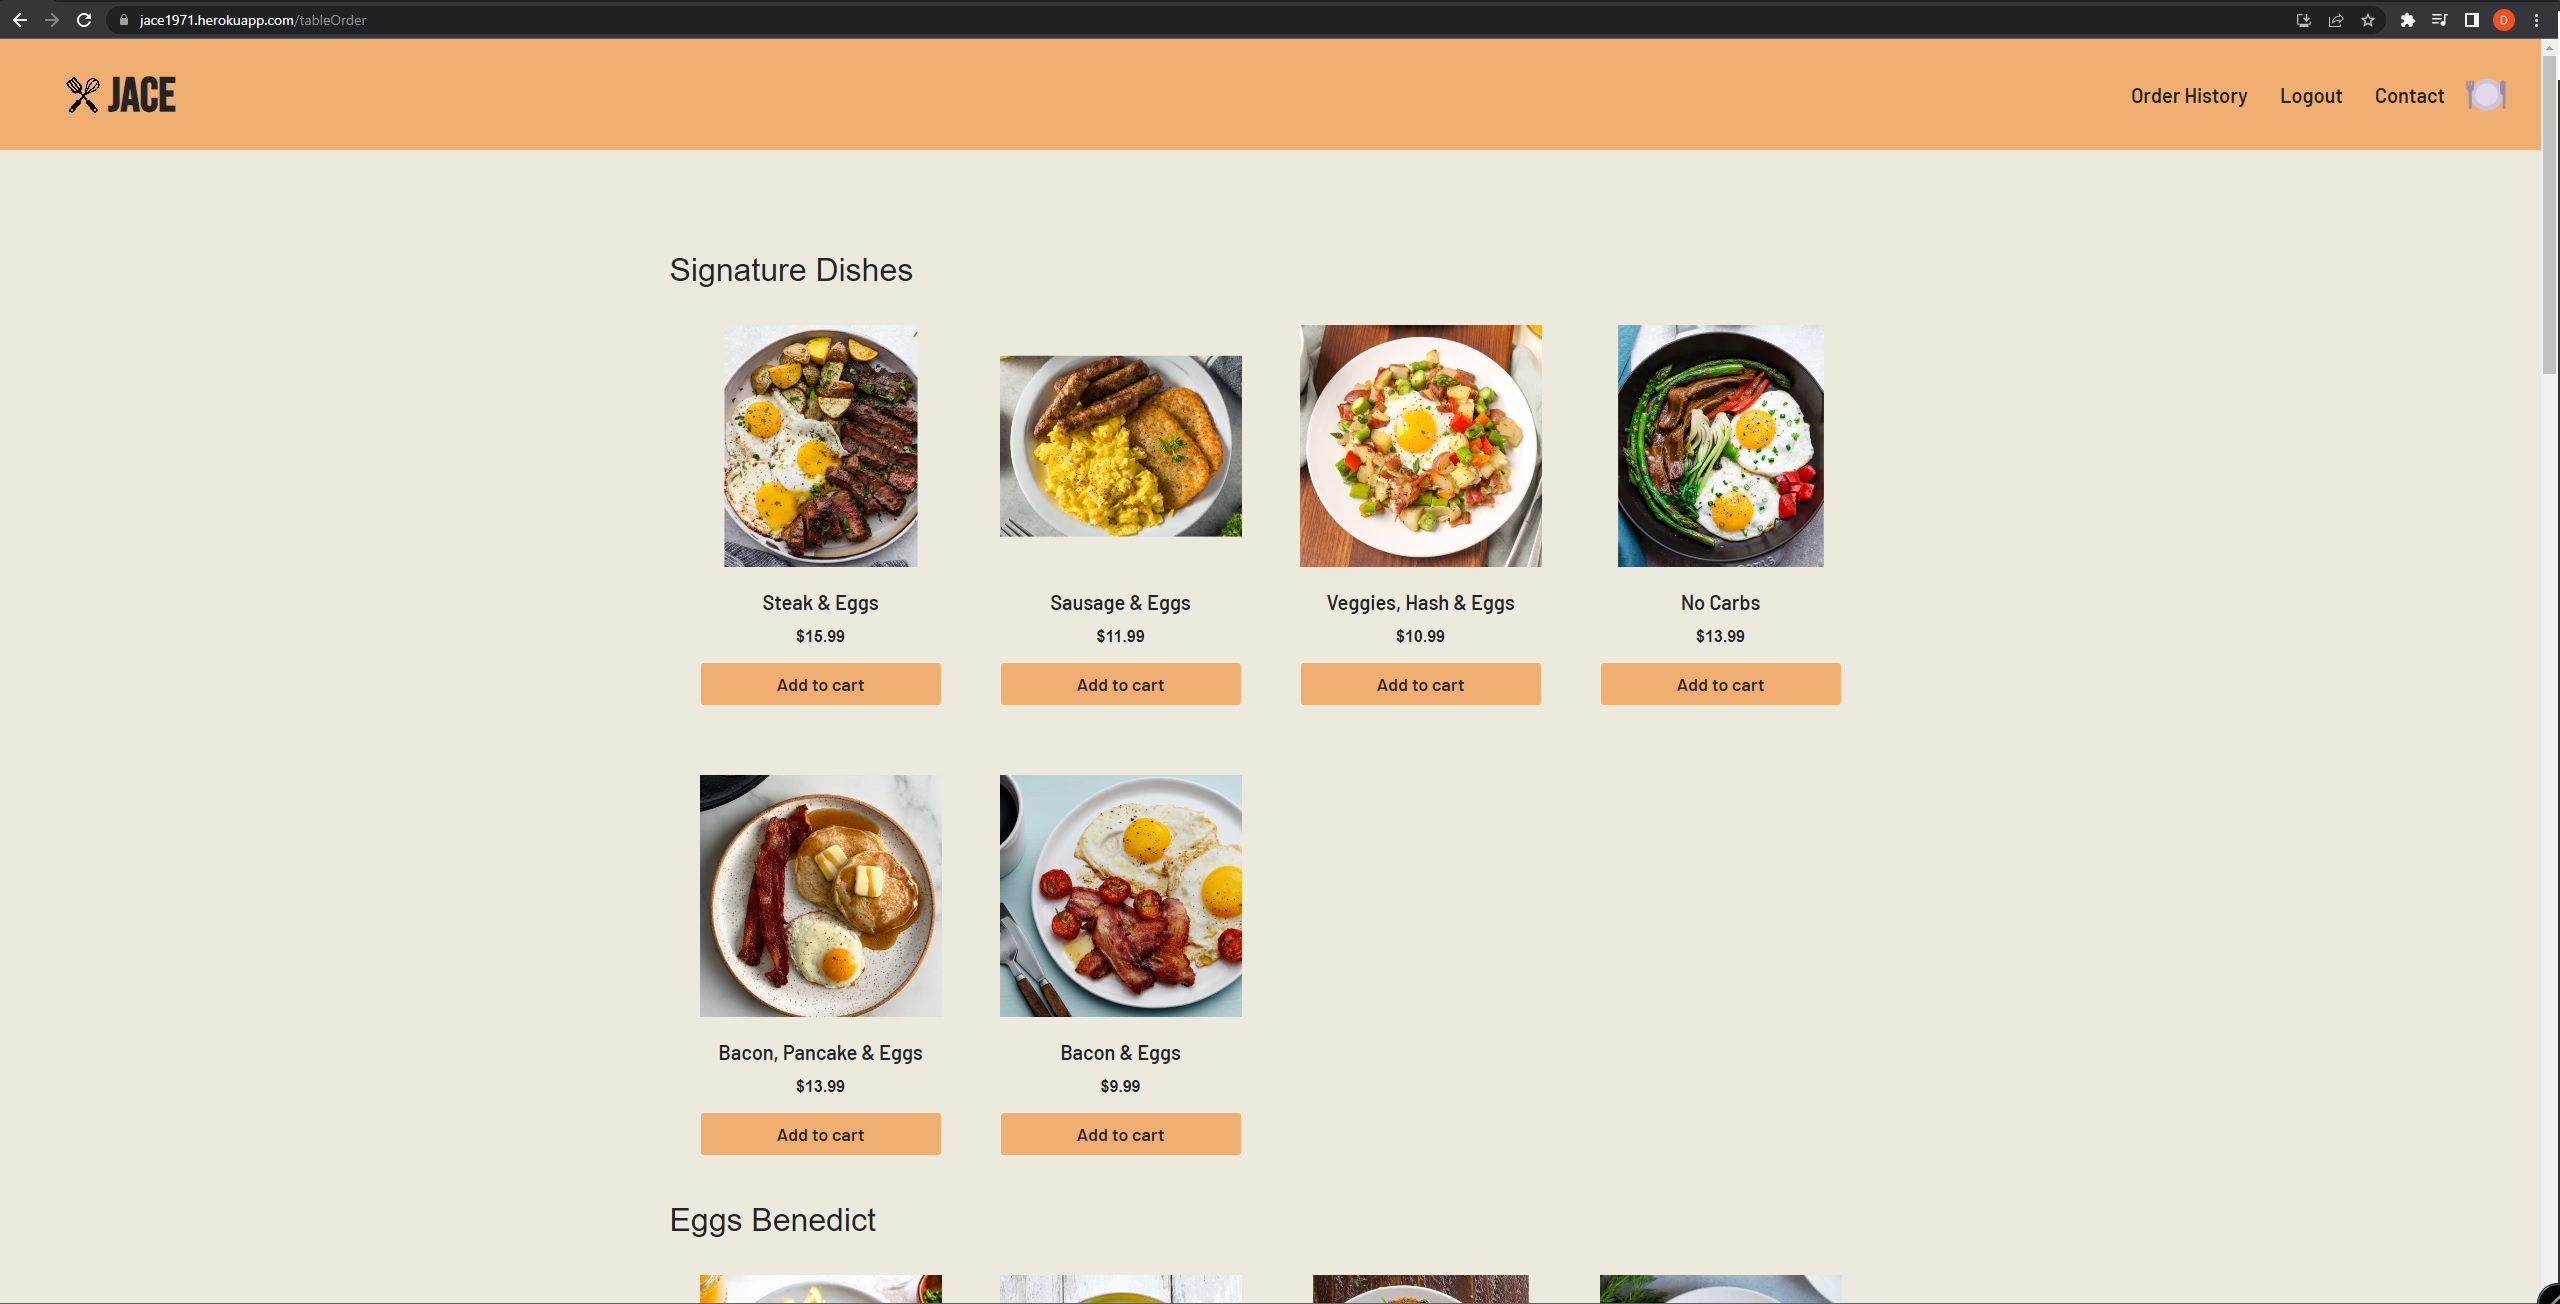 jace1971.herokuapp.com/tableOrder
D
JACE
Order History Logout Contact
Signature Dishes
Steak & Eggs
$15.99
Add to cart
Sausage & Eggs
$11.99
Add to cart
Veggies, Hash & Eggs
$10.99
Add to cart
No Carbs
$13.99
Add to cart
Bacon, Pancake & Eggs
$13.99
Add to cart
Bacon & Eggs
$9.99
Add to cart
Eggs Benedict